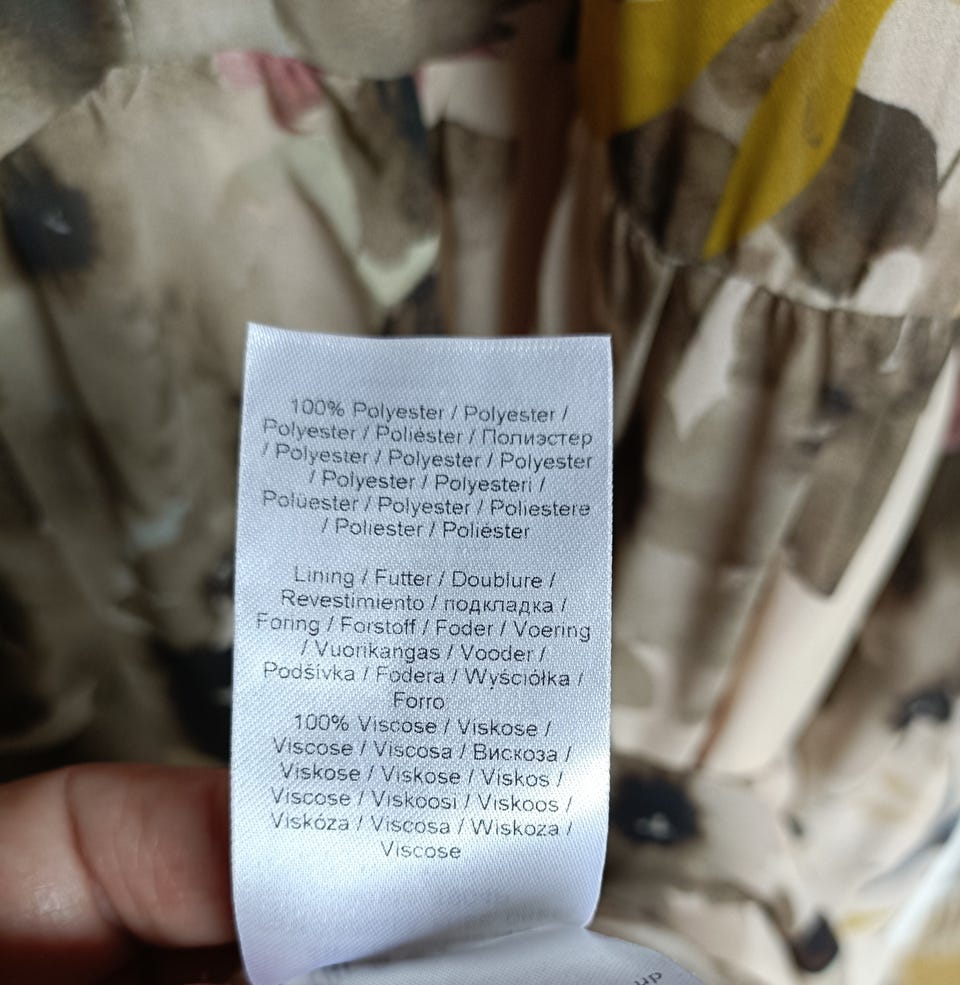 100% Polyester / Polyester /
Polyester / Poliéster / Полиэстер
/ Polyester / Polyester / Polyester
/ Polyester / Polyesteri /
Polüester / Polyester / Poliestere
/ Poliester / Poliéster
Lining / Futter / Doublure /
Revestimiento / подкладка /
Foring / Forstoff / Foder / Voering
/ Vuorikangas / Vooder /
Podšívka / Fodera / Wyściółka /
Forro
100% Viscose / Viskose /
Viscose / Viscosa / Вискоза /
Viskose / Viskose / Viskos /
Viscose / Viskoosi / Viskoos /
Viskóza / Viscosa / Wiskoza /
Viscose